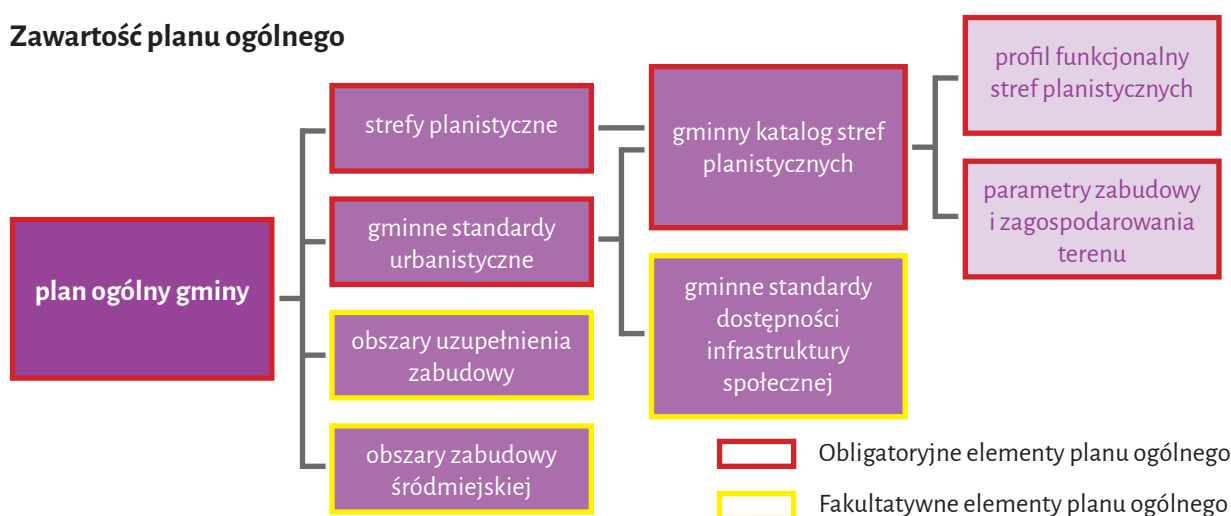 Zawartość planu ogólnego
plan ogólny gminy
strefy planistyczne
gminne standardy
urbanistyczne
obszary uzupełnienia
zabudowy
obszary zabudowy
śródmiejskiej
gminny katalog stref
planistycznych
gminne standardy
dostępności
infrastruktury
społecznej
profil funkcjonalny
stref planistycznych
parametry zabudowy
i zagospodarowania
terenu
Obligatoryjne elementy planu ogólnego
Fakultatywne elementy planu ogólnego